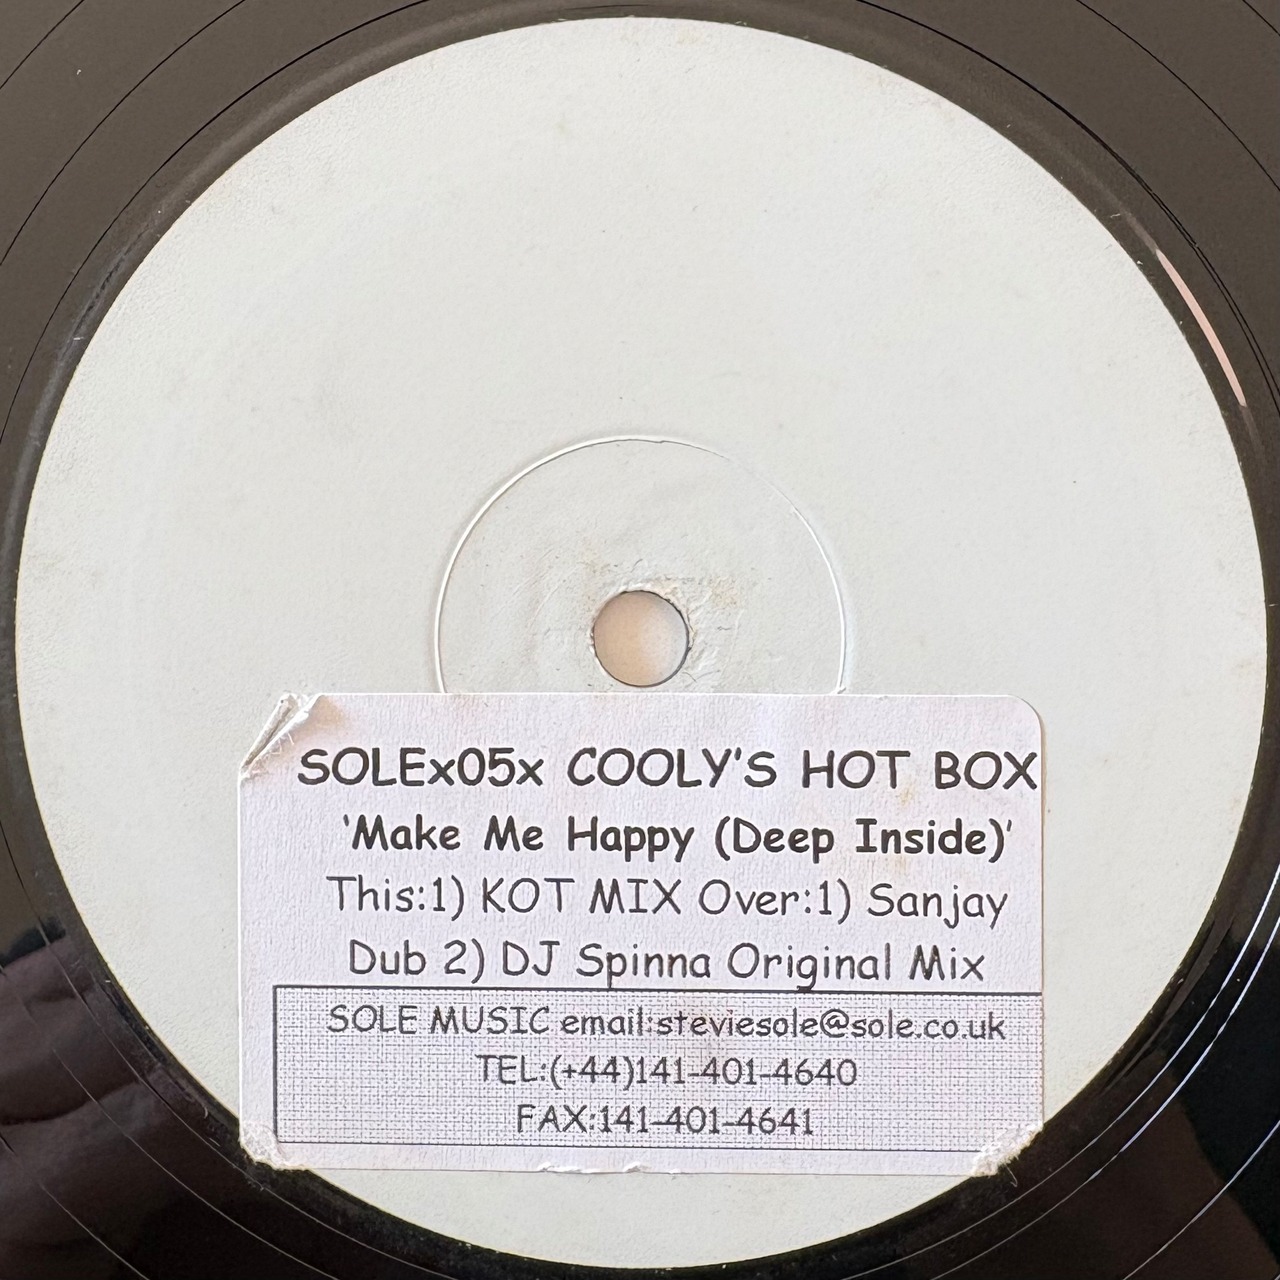 SOLEx05x COOLY'S HOT BOX
'Make Me Happy (Deep Inside)'
This:1) KOT MIX Over:1) Sanjay
Dub 2) DJ Spinna Original Mix
SOLE MUSIC email:steviesole@sole.co.uk
TEL:(+44)141-401-4640
FAX:141-401-4641